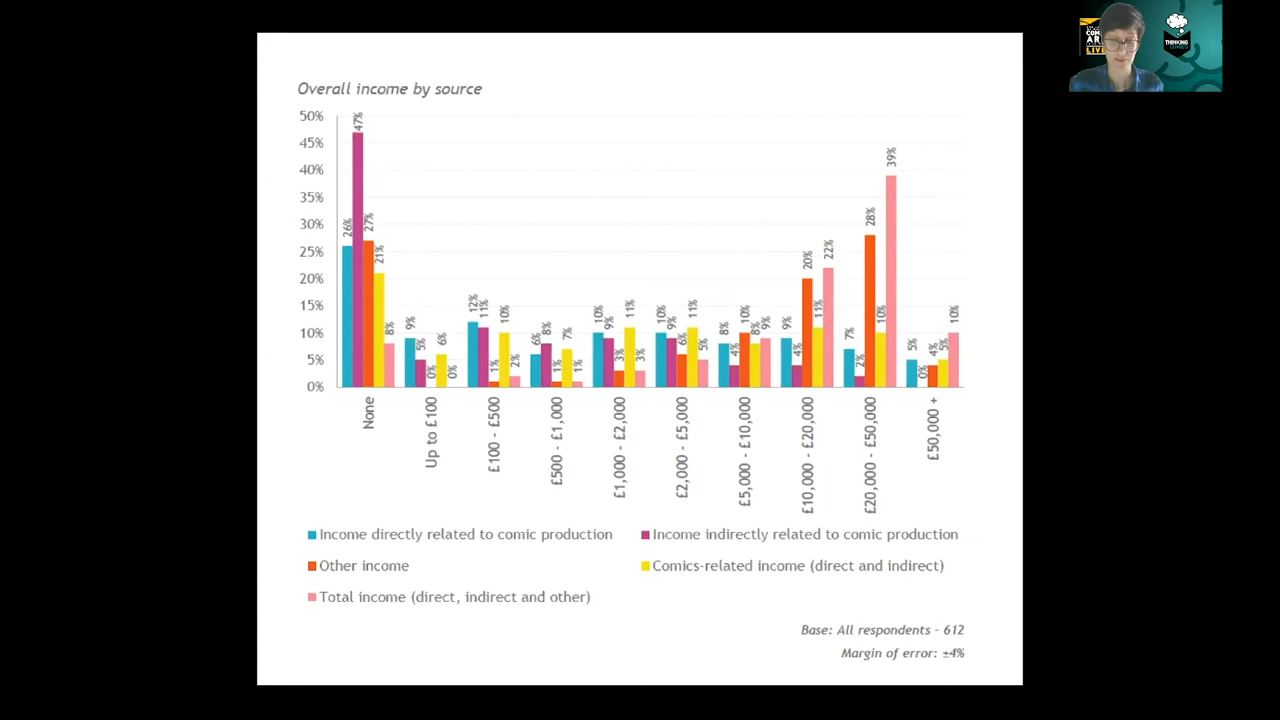 Overall income by source
50%
45%
40%
35%
30%
25%
20%
15%
10%
5%
0%
26% 47% 27% 21% 8%
9% 5% 0% 6% 0%
12% 11% 1% 10% 2%
6% 8% 1% 7% 1%
10% 9% 3% 11% 3%
10% 9% 6% 11% 5%
8% 4% 10% 8% 9%
9% 4% 20% 11% 22%
7% 2% 28% 10% 39%
5% 0% 4% 5% 10%
None
Up to £100
£100 - £500
£500 - £1,000
£1,000 - £2,000
£2,000 - £5,000
£5,000 - £10,000
£10,000 - £20,000
£20,000 - £50,000
£50,000 +
Income directly related to comic production
Income indirectly related to comic production
Other income
Comics-related income (direct and indirect)
Total income (direct, indirect and other)
Base: All respondents - 612
Margin of error: ±4%
THINKING
COMICS